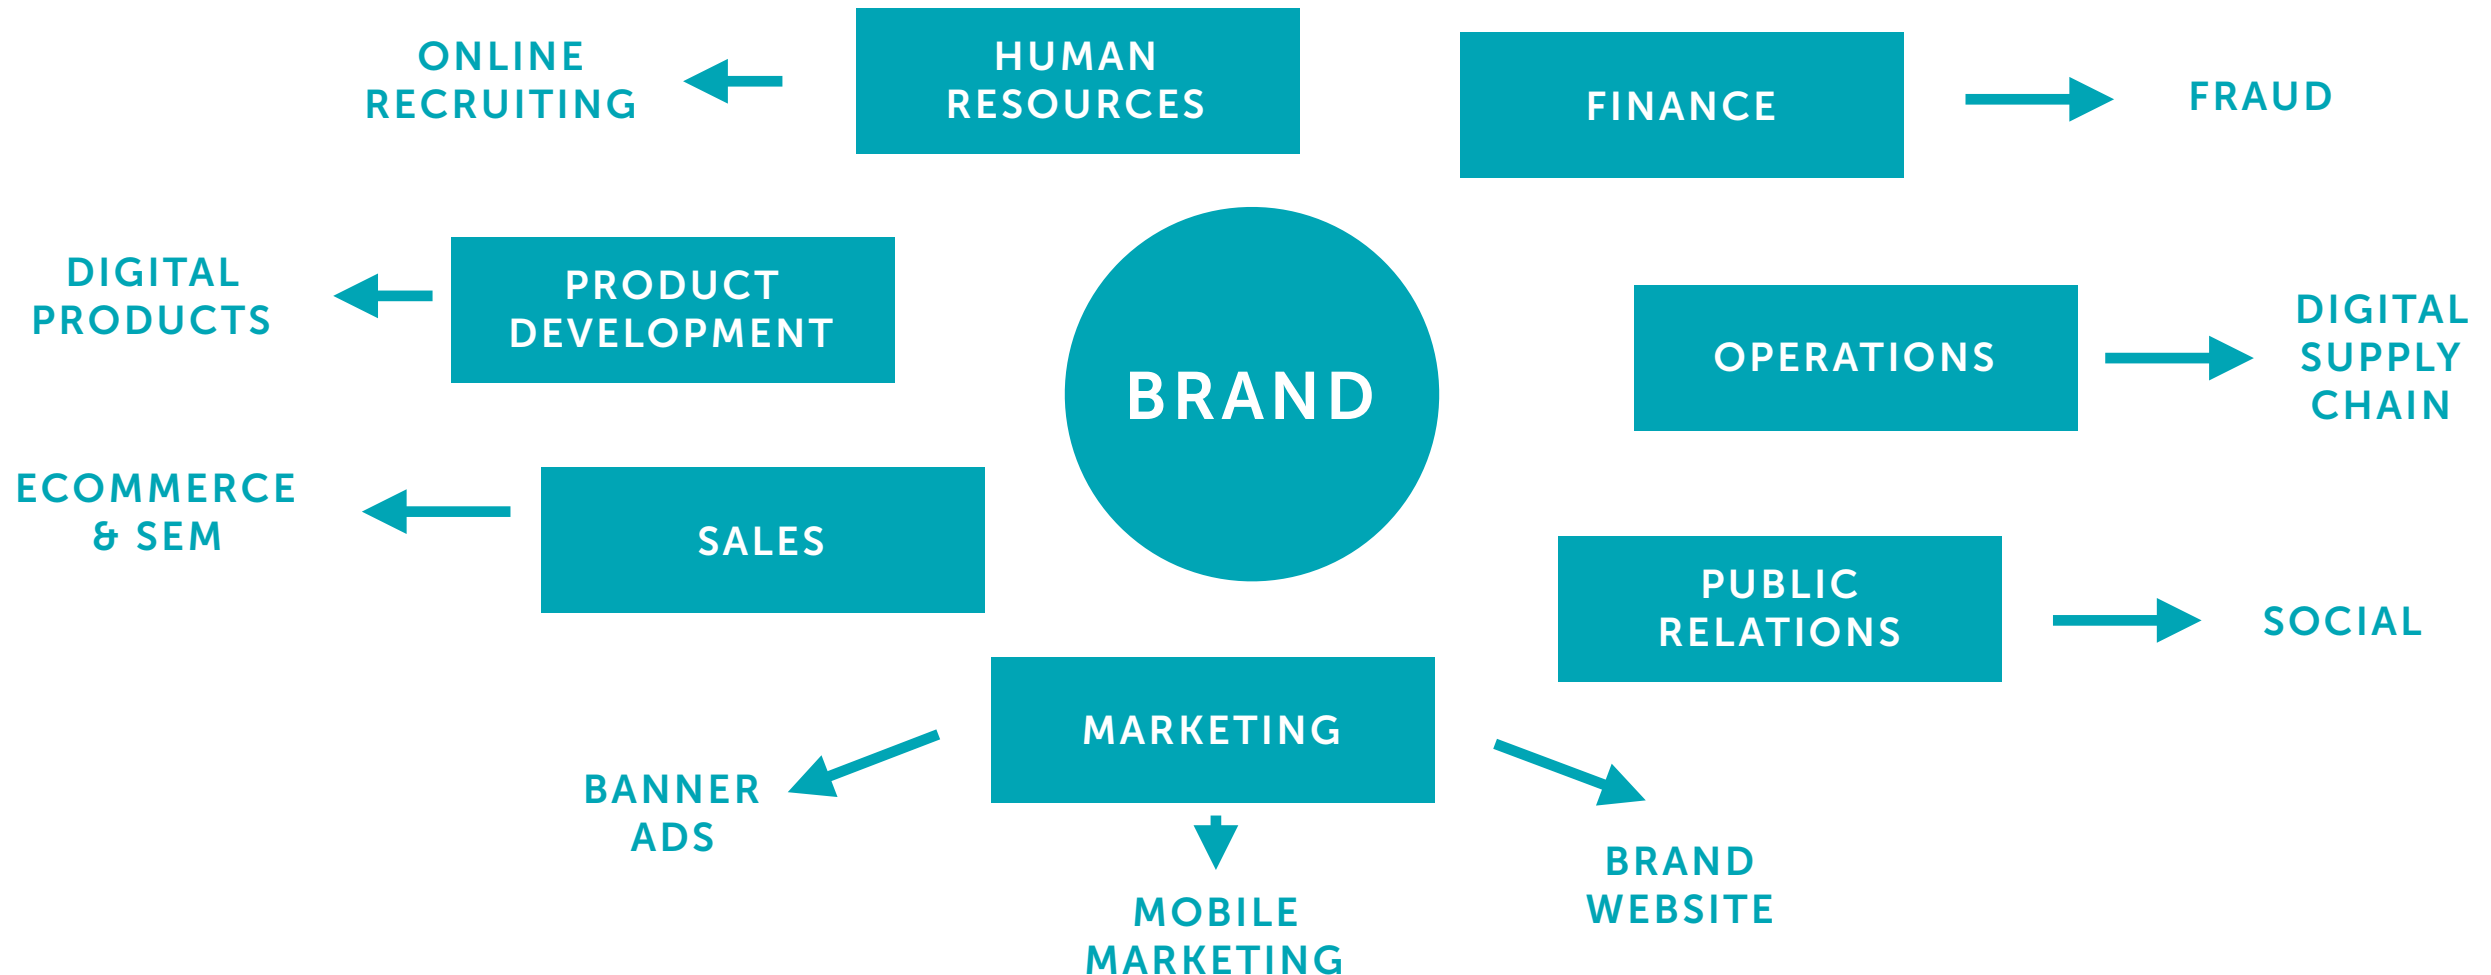 ONLINE
RECRUITING
HUMAN
RESOURCES
FINANCE
FRAUD
DIGITAL
PRODUCTS
PRODUCT
DEVELOPMENT
BRAND
OPERATIONS
DIGITAL
SUPPLY
CHAIN
ECOMMERCE
& SEM
SALES
PUBLIC
RELATIONS
SOCIAL
MARKETING
BANNER
ADS
MOBILE
MARKETING
BRAND
WEBSITE